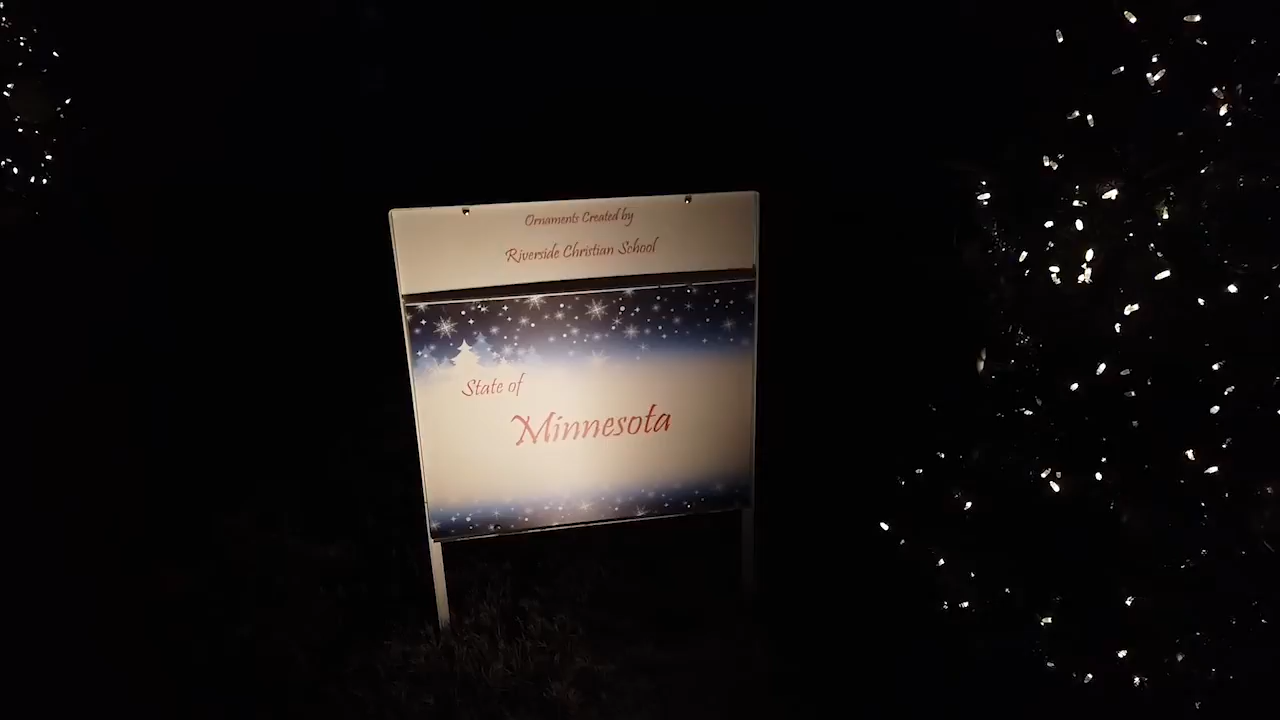 Ornaments Created by
Riverside Christian School
State of
Minnesota